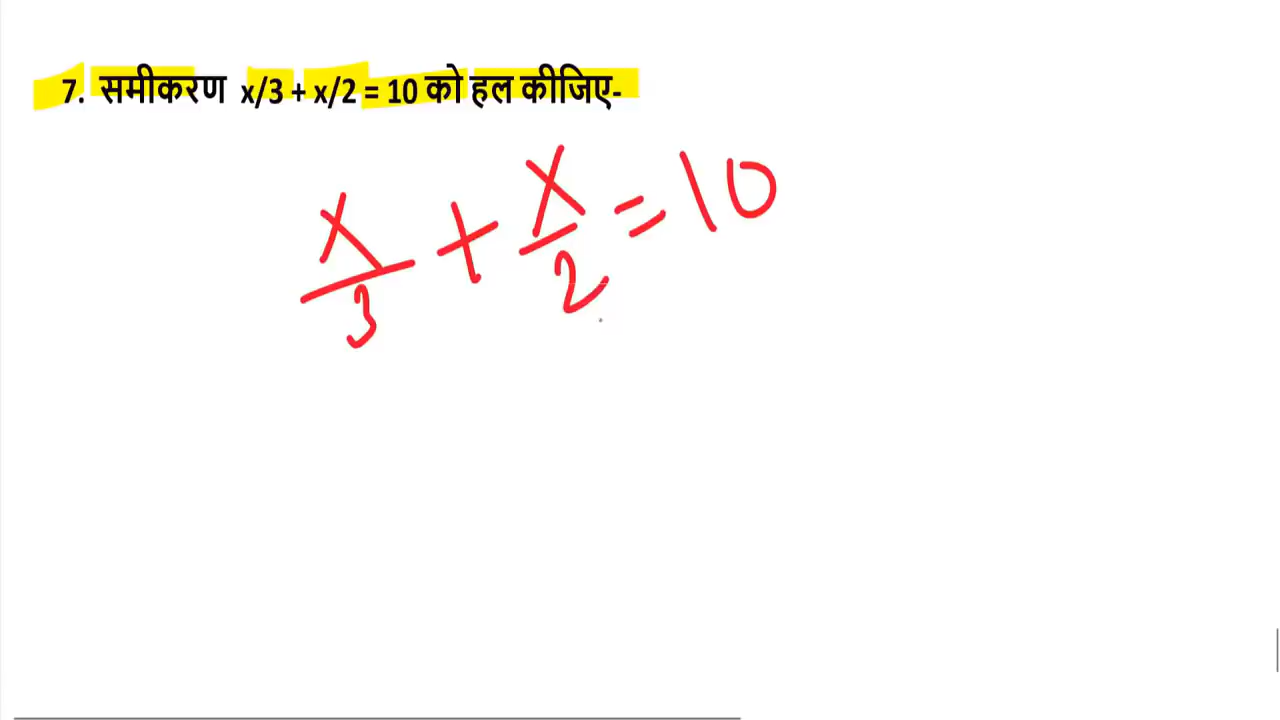 7. समीकरण x/3 + x/2 = 10 को हल कीजिए-
x/3 + x/2 = 10